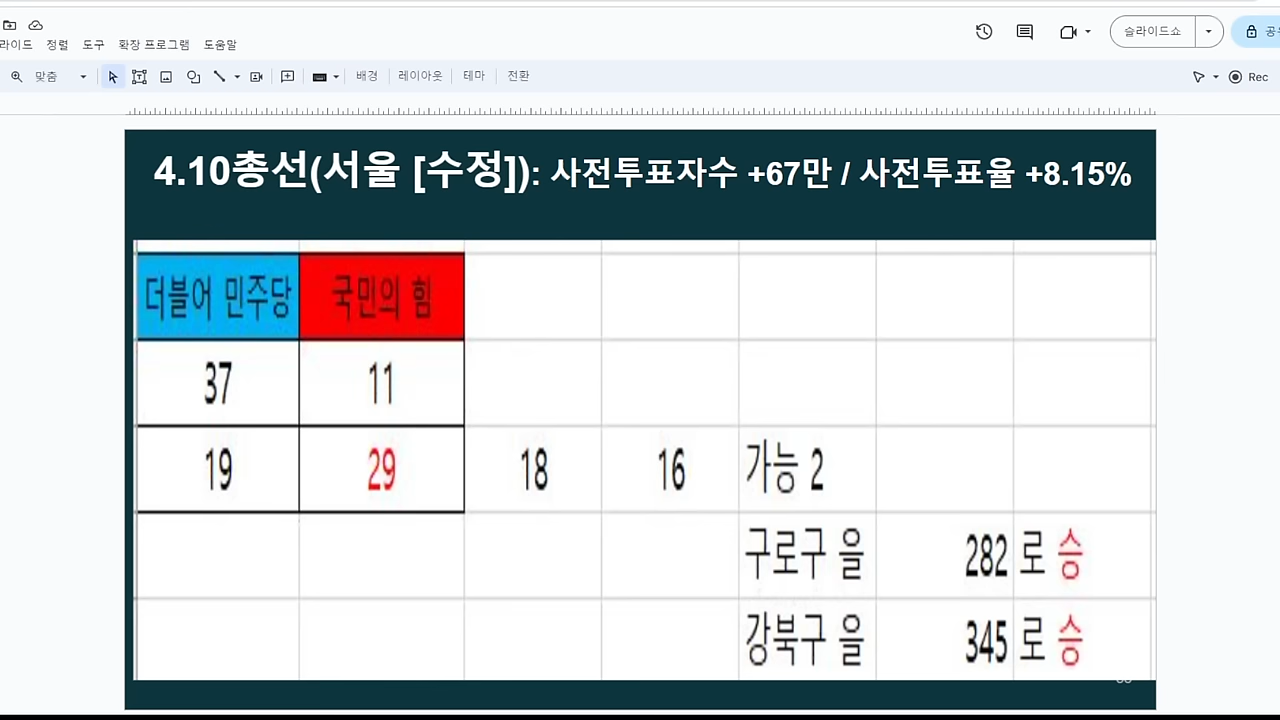 라이드 정렬 도구 확장 프로그램 도움말
슬라이드쇼
맞춤
배경 레이아웃 테마 전환
Rec
4.10총선(서울 [수정]): 사전투표자수 +67만 / 사전투표율 +8.15%
더불어 민주당 국민의 힘
37 11
19 29 18 16 가능 2
구로구 을 282 로 승
강북구 을 345 로 승